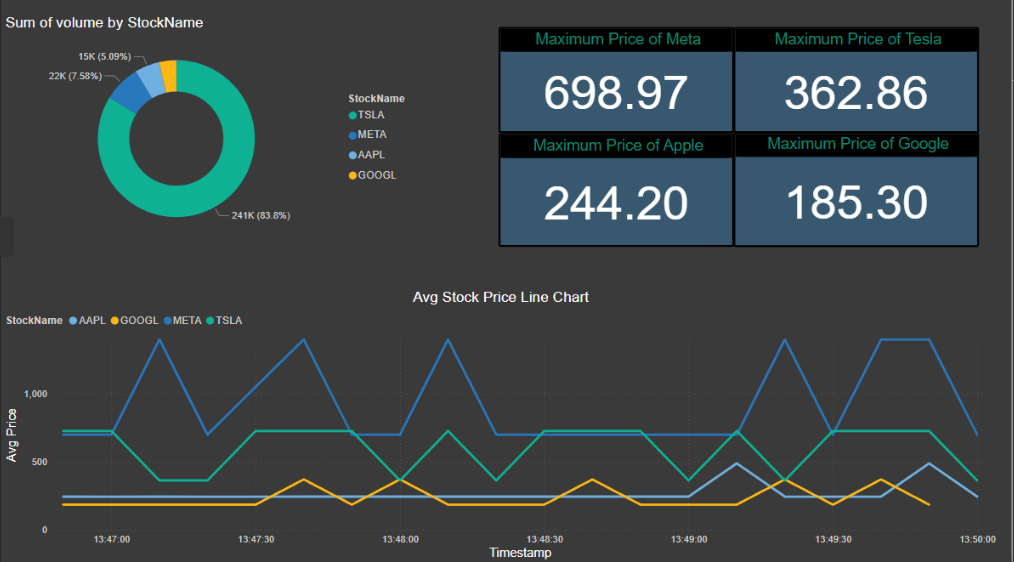 Sum of volume by StockName
15K (5.09%)
22K (7.58%)
241K (83.8%)
StockName
TSLA
META
AAPL
GOOGL
Maximum Price of Meta
698.97
Maximum Price of Tesla
362.86
Maximum Price of Apple
244.20
Maximum Price of Google
185.30
Avg Stock Price Line Chart
StockName AAPL GOOGL META TSLA
Avg Price
1,000
500
0
13:47:00 13:47:30 13:48:00 13:48:30 13:49:00 13:49:30 13:50:00
Timestamp